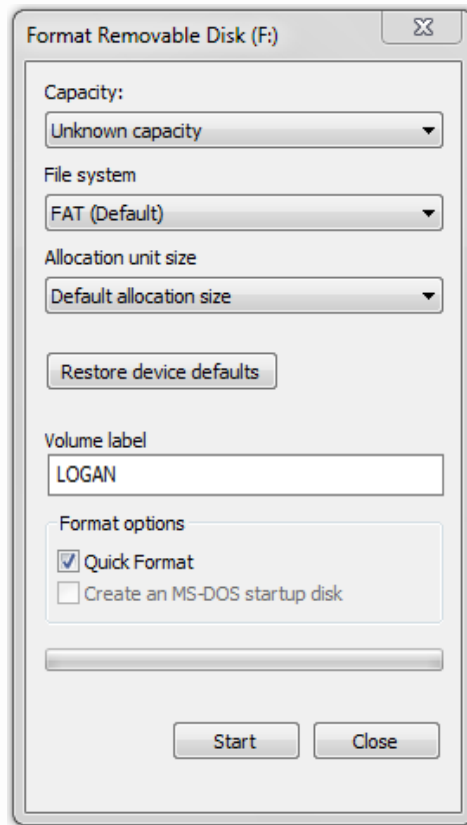 Format Removable Disk (F:)
Capacity:
Unknown capacity
File system
FAT (Default)
Allocation unit size
Default allocation size
Restore device defaults
Volume label
LOGAN
Format options
Quick Format
Create an MS-DOS startup disk
Start Close